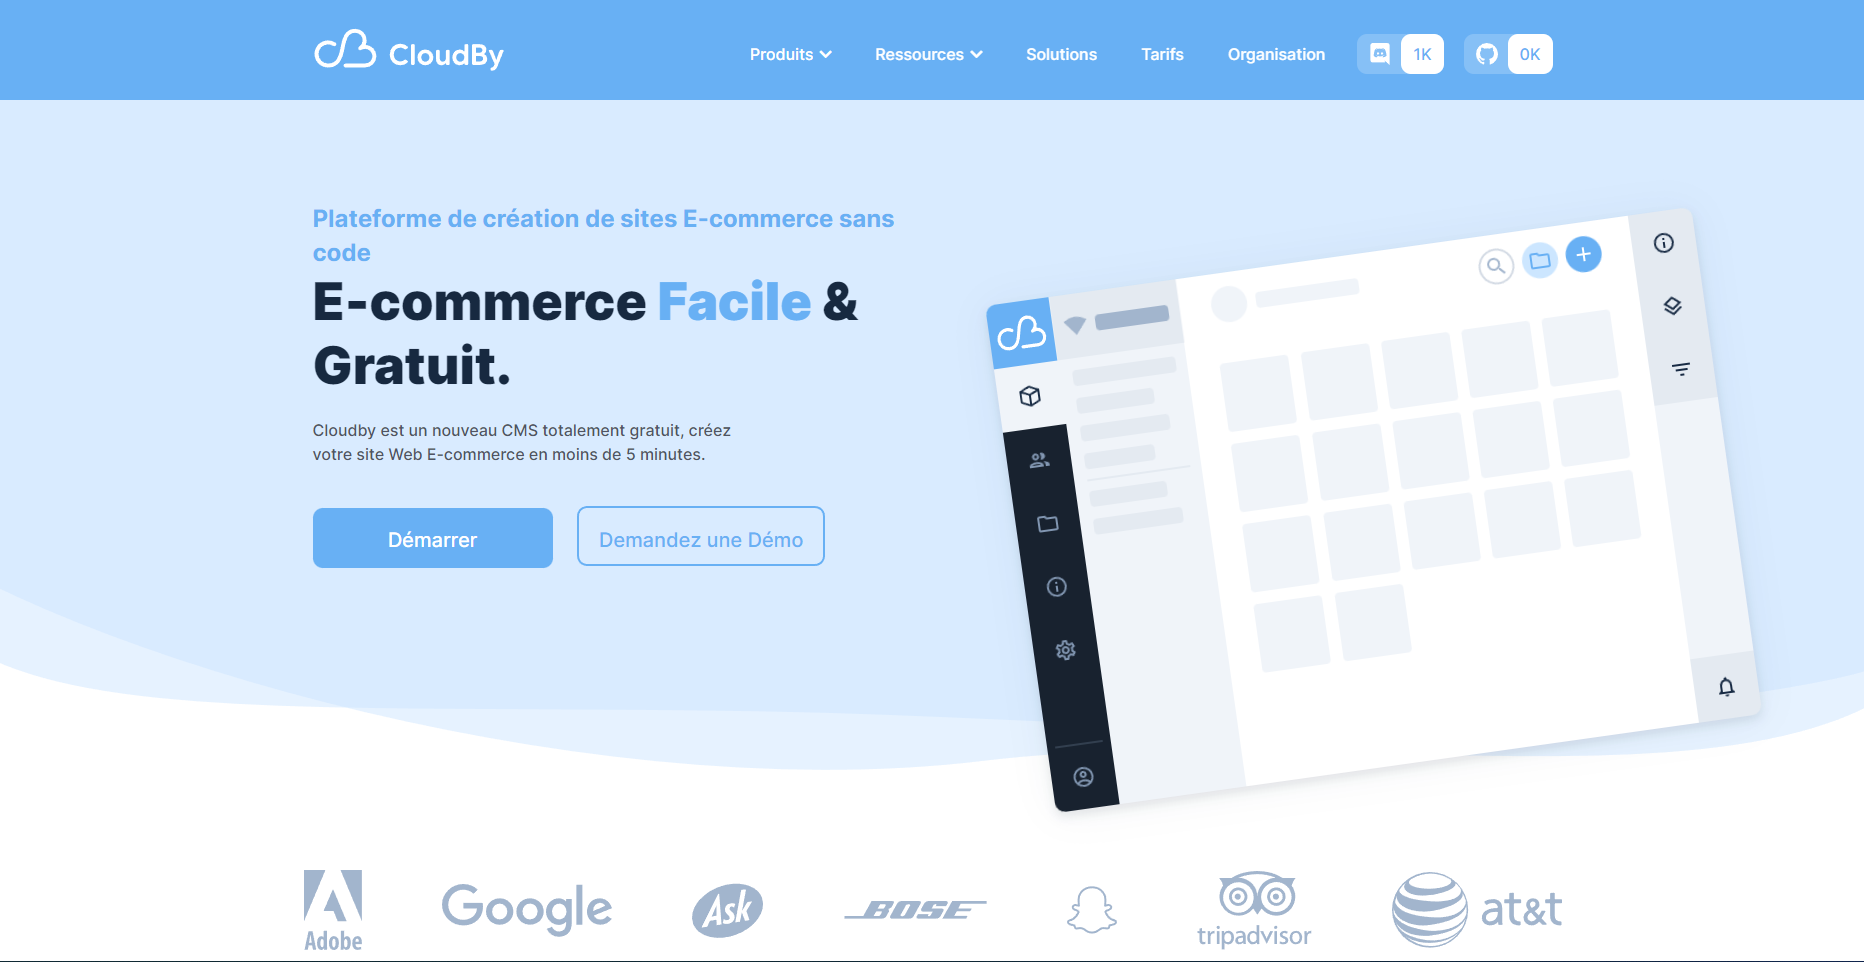 CloudBy
Produits
Ressources
Solutions
Tarifs
Organisation
1K
0K
Plateforme de création de sites E-commerce sans
code
E-commerce Facile &
Gratuit.
Cloudby est un nouveau CMS totalement gratuit, créez
votre site Web E-commerce en moins de 5 minutes.
Démarrer
Demandez une Démo
Adobe
Google
Ask
BOSE
tripadvisor
at&t